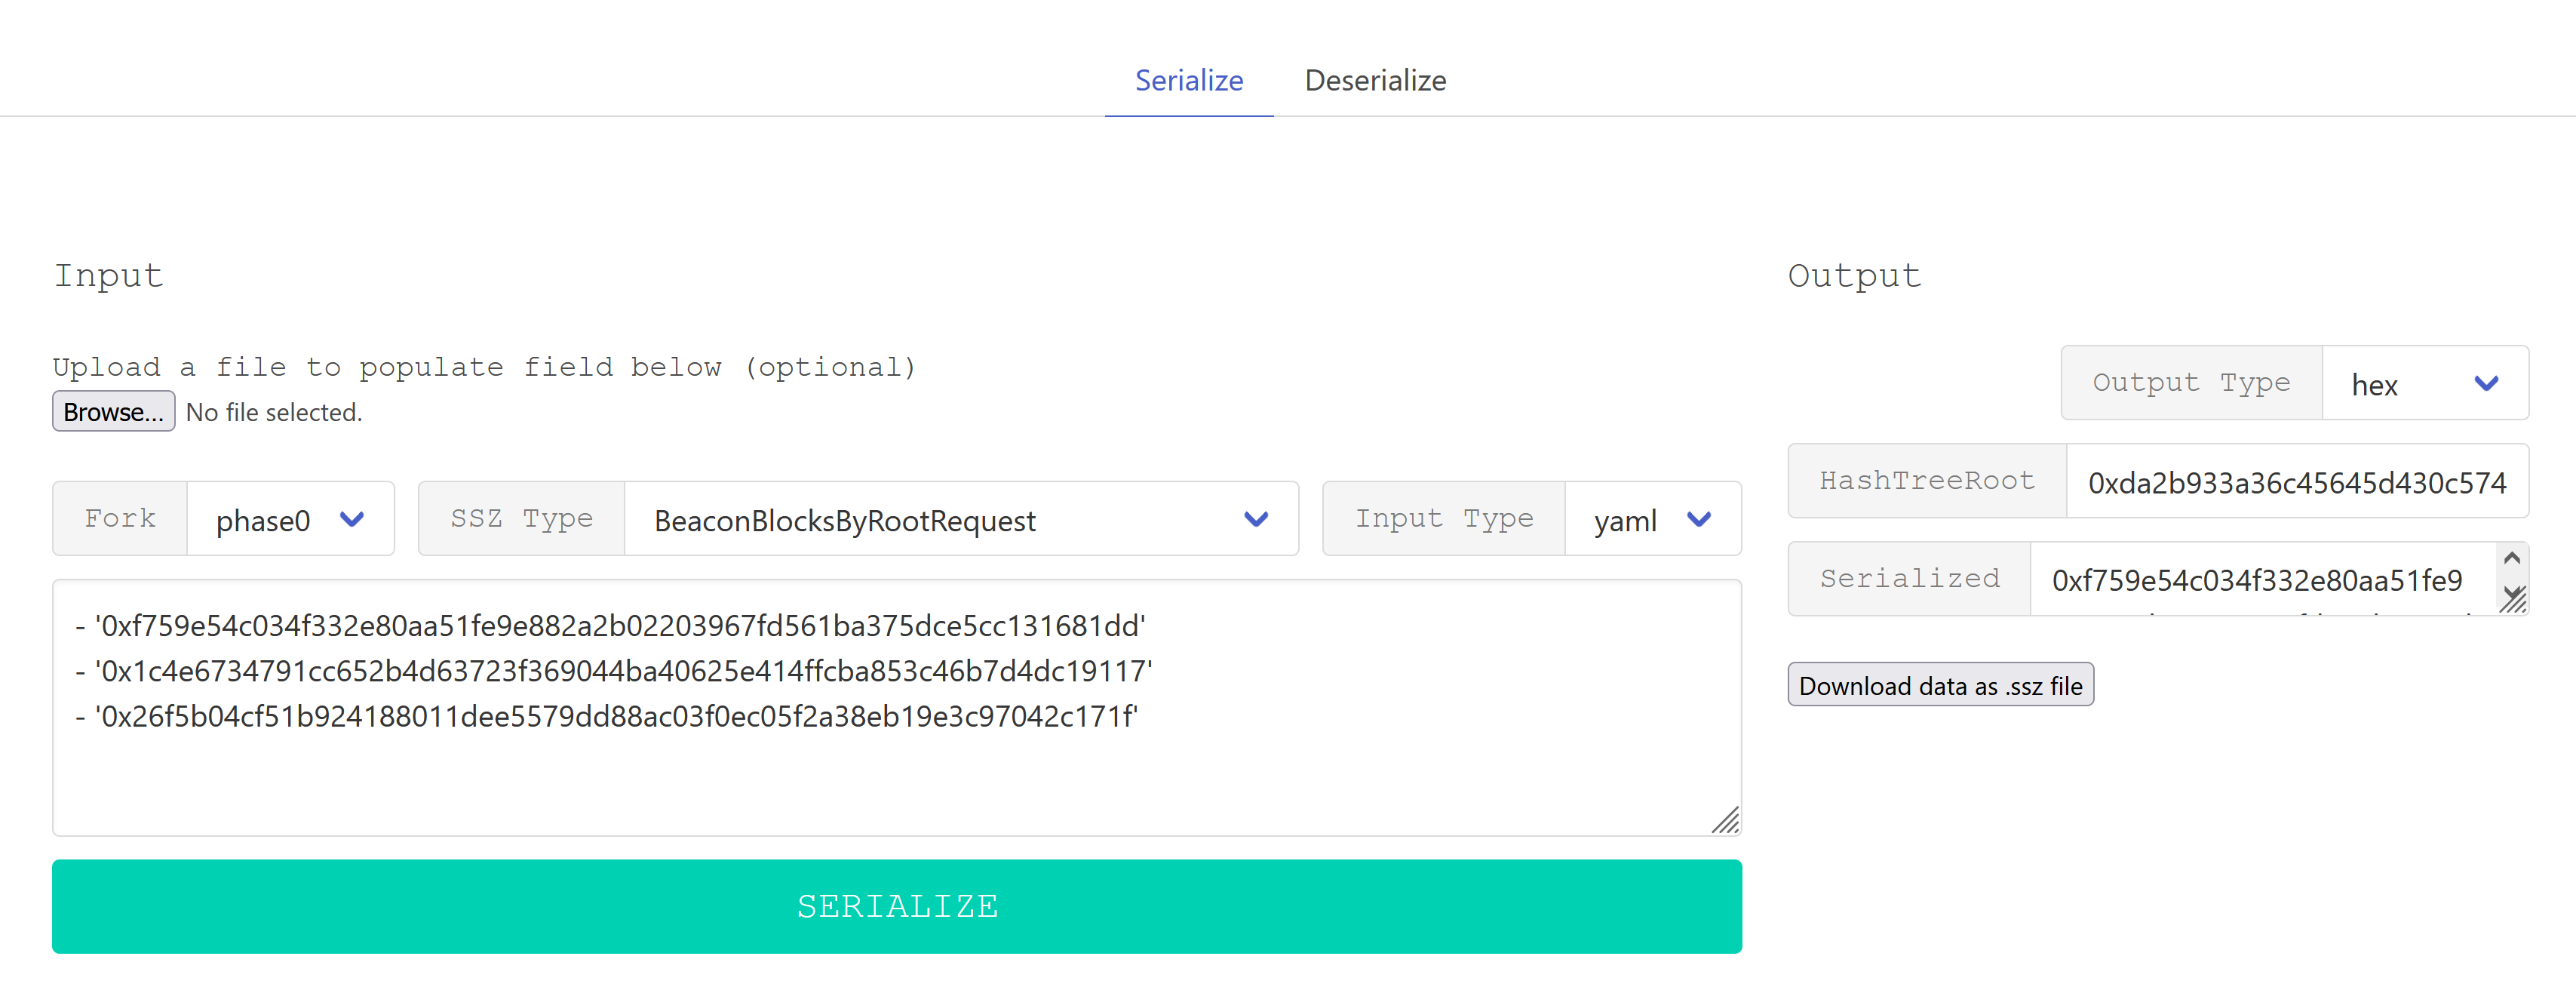 Serialize Deserialize
Input
Upload a file to populate field below (optional)
Browse... No file selected.
Fork phase0 SSZ Type BeaconBlocksByRootRequest Input Type yaml
- '0xf759e54c034f332e80aa51fe9e882a2b02203967fd561ba375dce5cc131681dd'
- '0x1c4e6734791cc652b4d63723f369044ba40625e414ffcba853c46b7d4dc19117'
- '0x26f5b04cf51b924188011dee5579dd88ac03f0ec05f2a38eb19e3c97042c171f'
SERIALIZE
Output
Output Type hex
HashTreeRoot 0xda2b933a36c45645d430c574
Serialized 0xf759e54c034f332e80aa51fe9
Download data as .ssz file